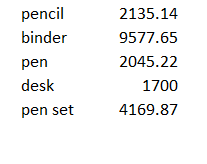 pencil 2135.14
binder 9577.65
pen 2045.22
desk 1700
pen set 4169.87